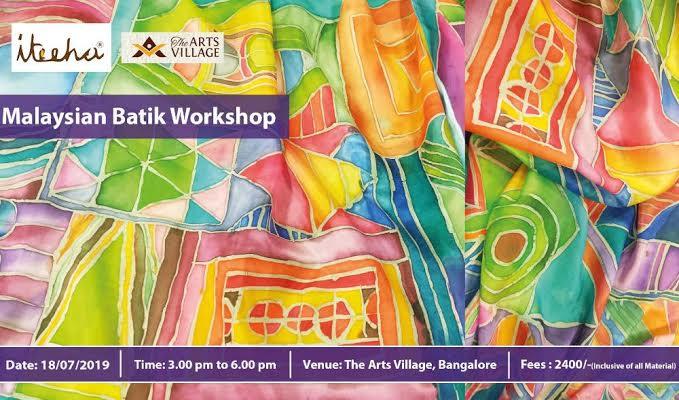 iteeha®
The ARTS
VILLAGE
Malaysian Batik Workshop
Date: 18/07/2019
Time: 3.00 pm to 6.00 pm
Venue: The Arts Village, Bangalore
Fees : 2400/-(Inclusive of all Material)